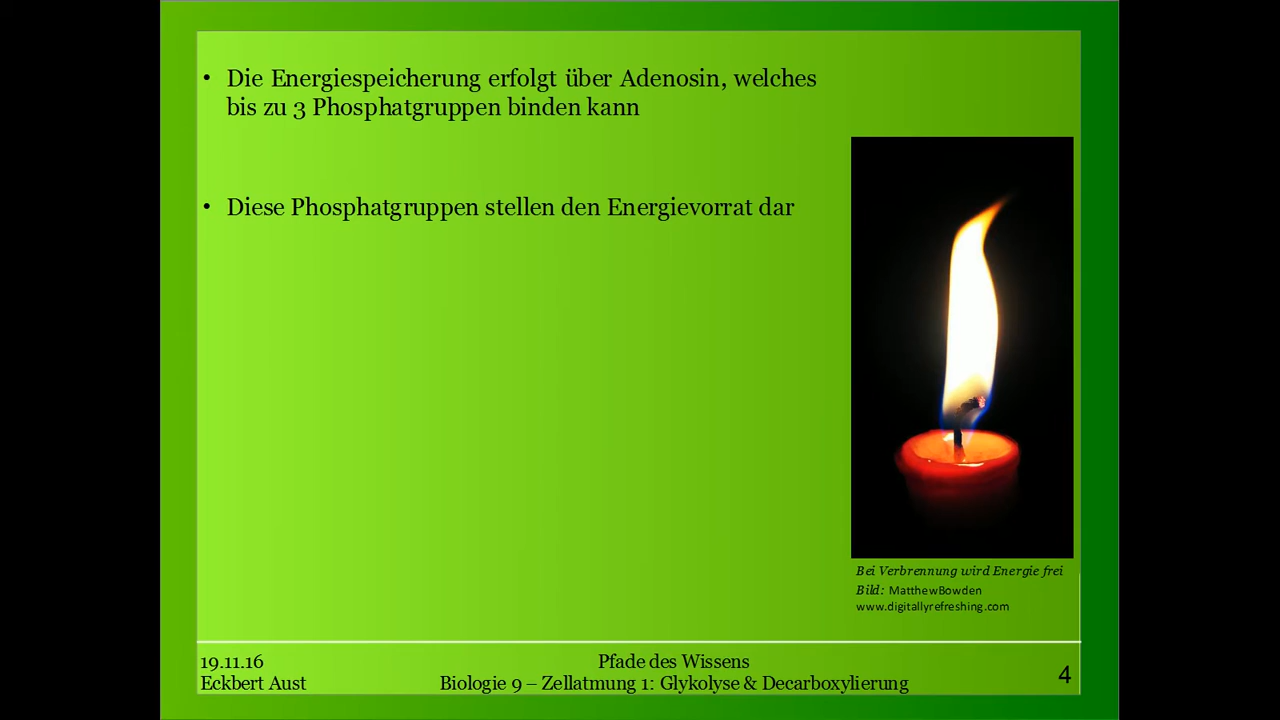 • Die Energiespeicherung erfolgt über Adenosin, welches
bis zu 3 Phosphatgruppen binden kann
• Diese Phosphatgruppen stellen den Energievorrat dar
Bei Verbrennung wird Energie frei
Bild: MatthewBowden
www.digitallyrefreshing.com
19.11.16
Eckbert Aust
Pfade des Wissens
Biologie 9 – Zellatmung 1: Glykolyse & Decarboxylierung
4